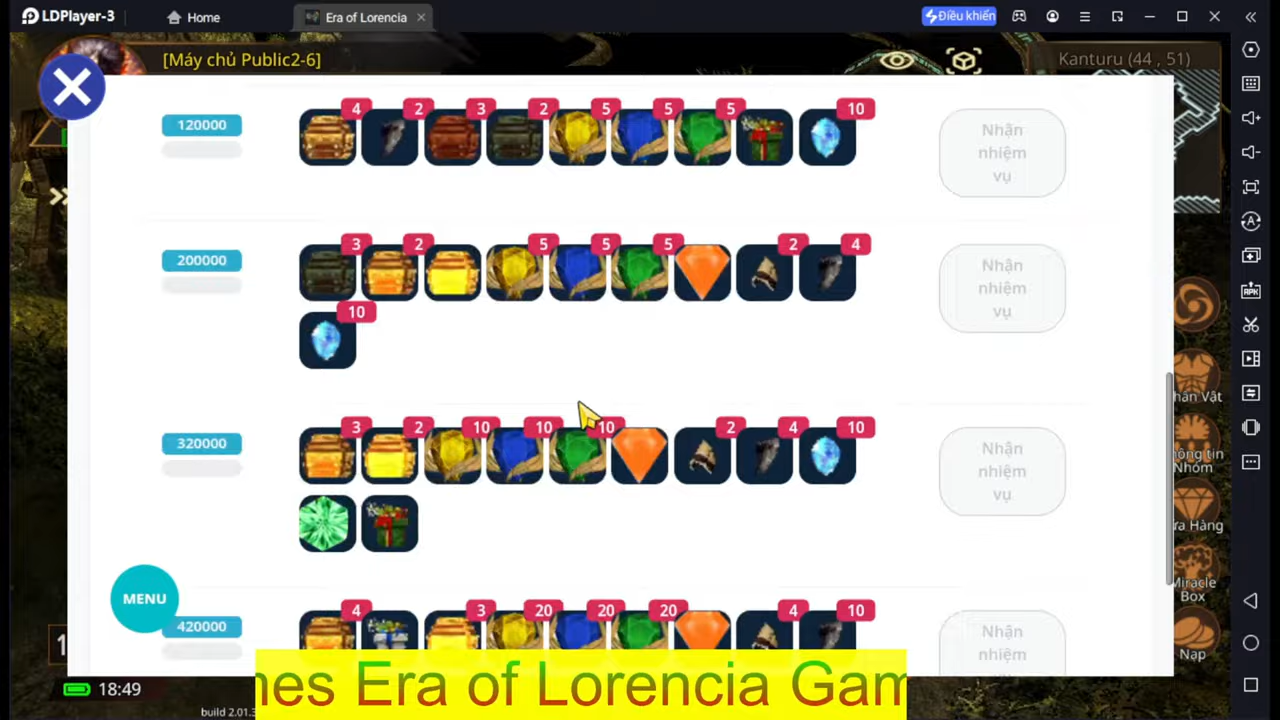 LDPlayer-3
Home
Era of Lorencia
Điều khiển
[Máy chủ Public2-6]
Kanturu (44 , 51)
120000
4 2 3 2 5 5 5 10
Nhận
nhiệm
vụ
200000
3 2 5 5 5 2 4
10
Nhận
nhiệm
vụ
320000
3 2 10 10 10 2 4 10
Nhận
nhiệm
vụ
420000
4 3 20 20 20 4 10
Nhận
nhiệm
MENU
Nhóm
Miracle
Box
Nạp
18:49
build 2.01.3
Era of Lorencia